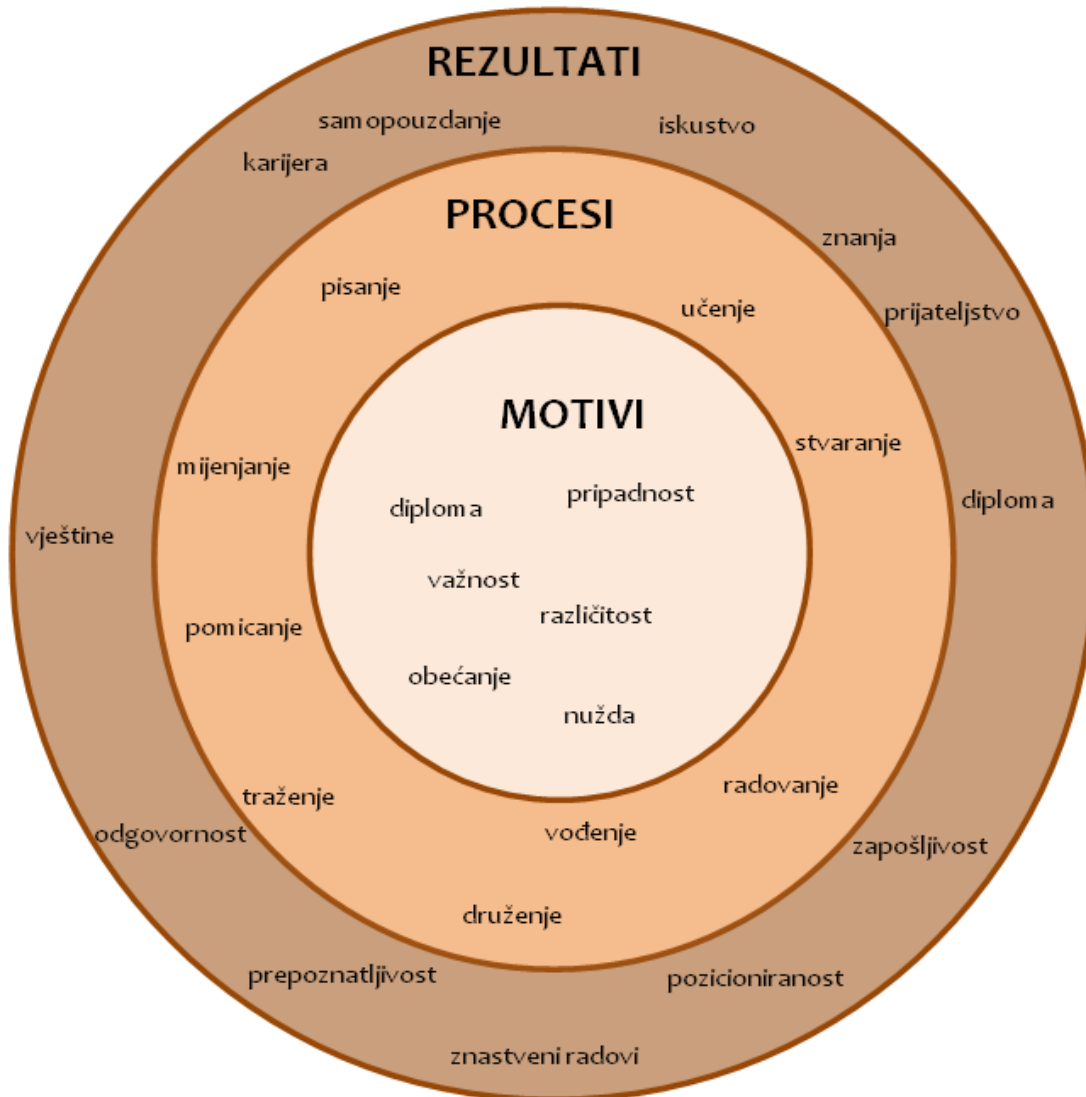 REZULTATI
samopouzdanje
iskustvo
karijera
znanja
prijateljstvo
diploma
vještine
odgovornost
zapošljivost
prepoznatljivost
pozicioniranost
znastveni radovi
PROCESI
pisanje
učenje
mijenjanje
stvaranje
pomicanje
traženje
radovanje
vođenje
druženje
MOTIVI
diploma
pripadnost
važnost
različitost
obećanje
nužda